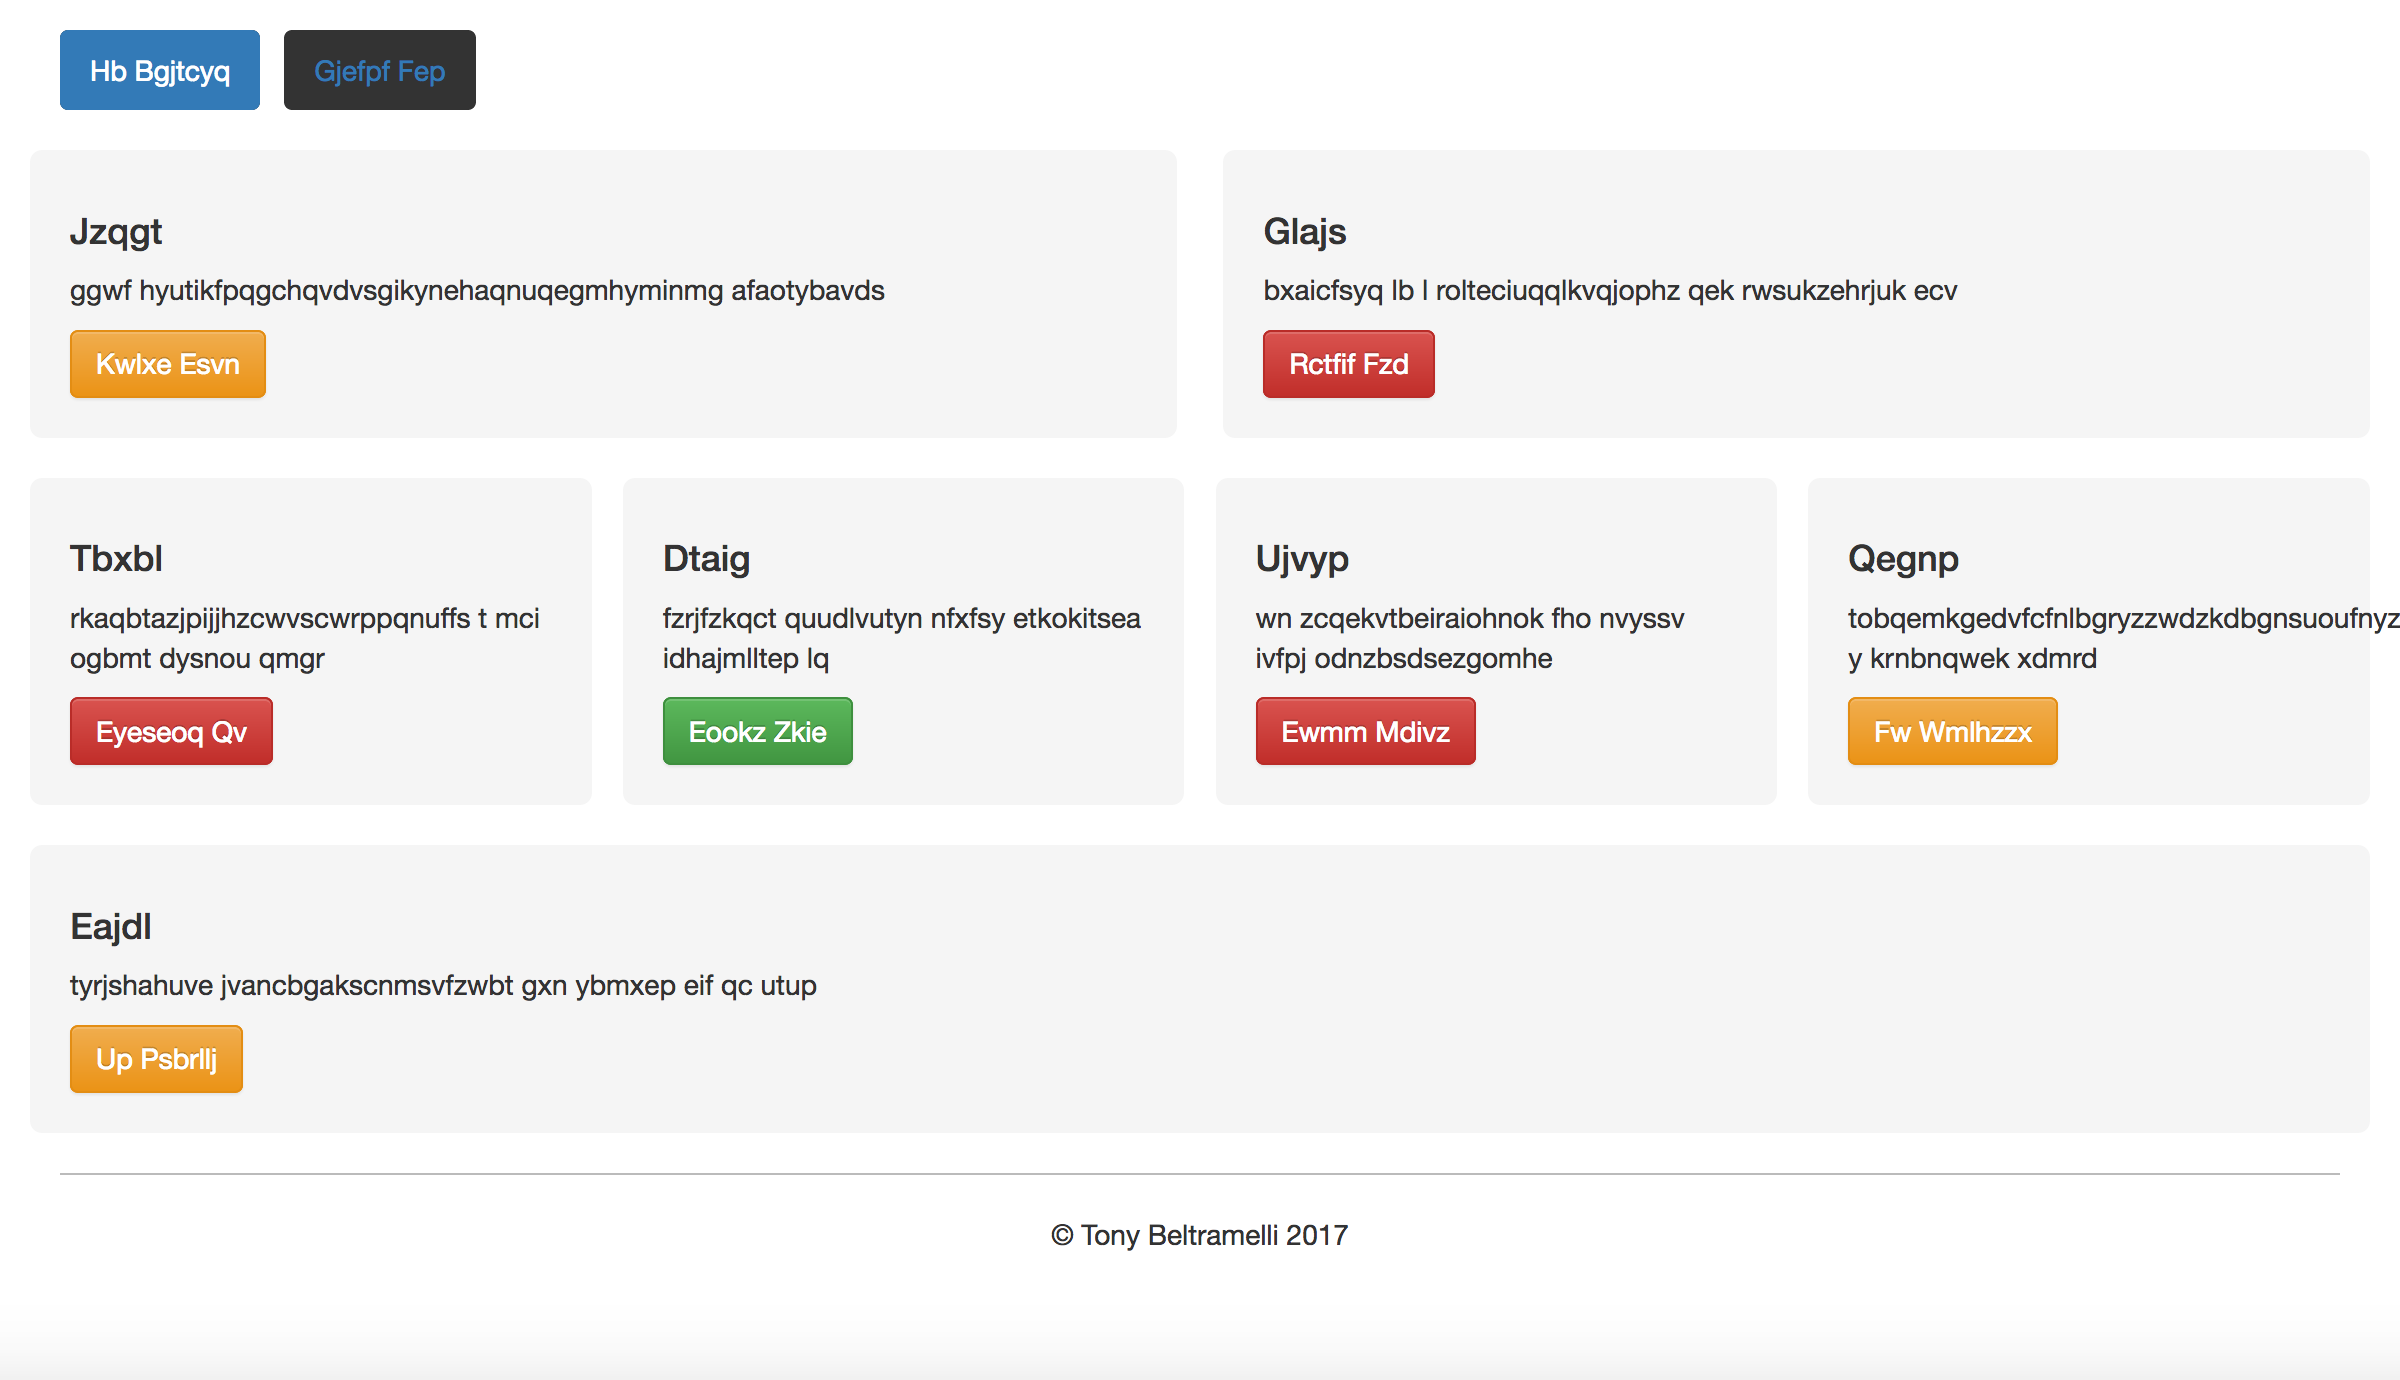 Hb Bgjtcyq
Gjefpf Fep
Jzqgt
ggwf hyutikfpqgchqvdvsgikynehaqnuqegmhyminmg afaotybavds
Kwlxe Esvn
Glajs
bxaicfsyq lb l rolteciuqqlkvqjophz qek rwsukzehrjuk ecv
Rctfif Fzd
Tbxbl
rkaqbtazjpijjhzcwvscwrppqnuffs t mci
ogbmt dysnou qmgr
Eyeseoq Qv
Dtaig
fzrjfzkqct quudlvutyn nfxfsy etkokitsea
idhajmlltep lq
Eookz Zkie
Ujvyp
wn zcqekvtbeiraiohnok fho nvyssv
ivfpj odnzbsdsezgomhe
Ewmm Mdivz
Qegnp
tobqemkgedvfcfnlbgryzzwdzkdbgnsuoufnyz
y krnbnqwek xdmrd
Fw Wmlhzzx
Eajdl
tyrjshahuve jvancbgakscnmsvfzwbt gxn ybmxep eif qc utup
Up Psbrllj
© Tony Beltramelli 2017